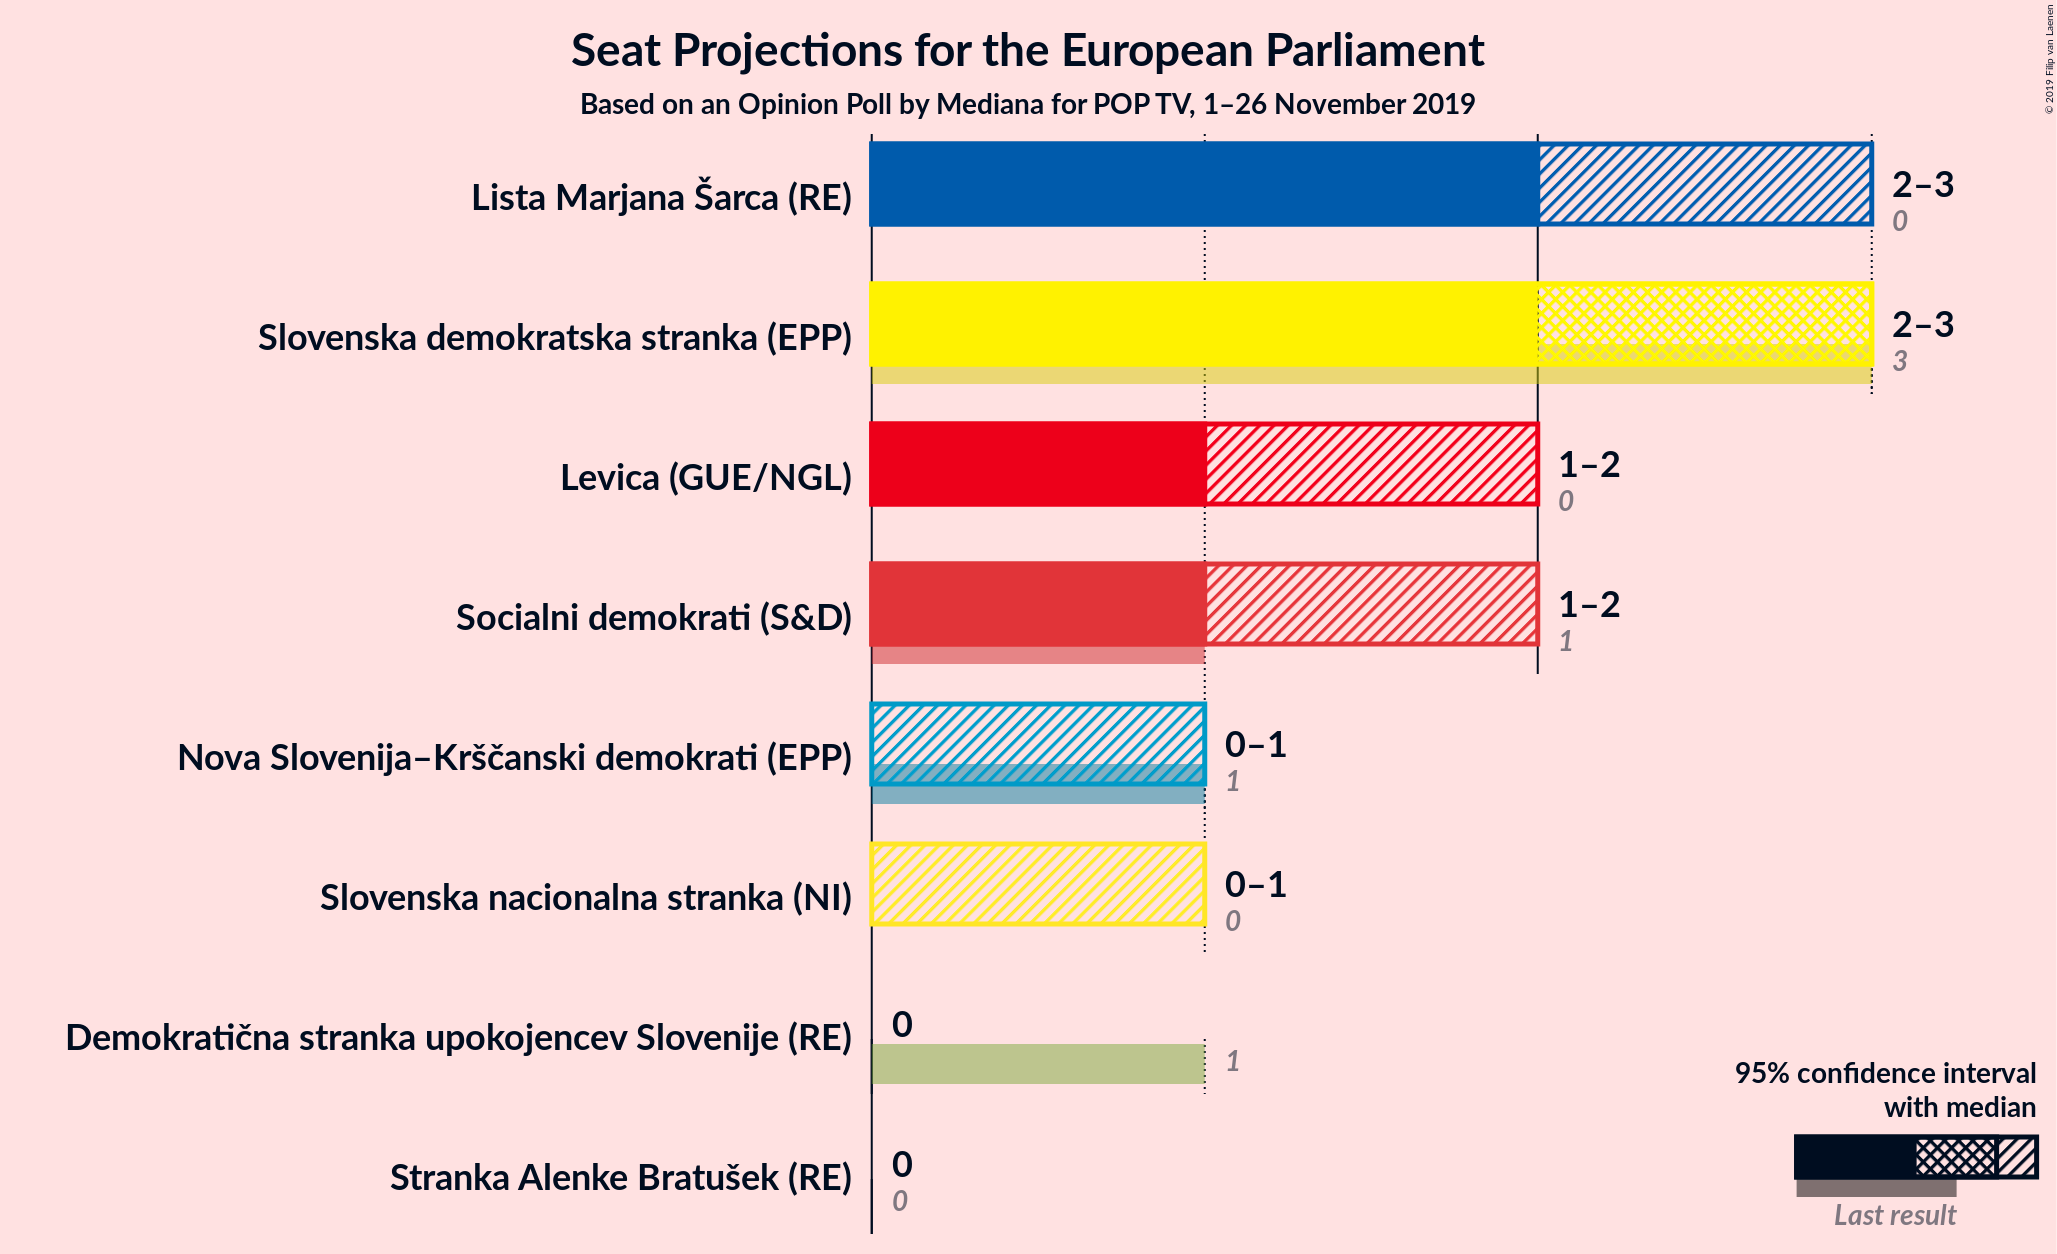 Seat Projections for the European Parliament
Based on an Opinion Poll by Mediana for POP TV, 1–26 November 2019
© 2019 Filip van Laenen
Lista Marjana Šarca (RE)
2–3
0
Slovenska demokratska stranka (EPP)
2–3
3
Levica (GUE/NGL)
1–2
0
Socialni demokrati (S&D)
1–2
1
Nova Slovenija–Krščanski demokrati (EPP)
0–1
1
Slovenska nacionalna stranka (NI)
0–1
0
Demokratična stranka upokojencev Slovenije (RE)
0
1
Stranka Alenke Bratušek (RE)
0
0
95% confidence interval
with median
Last result